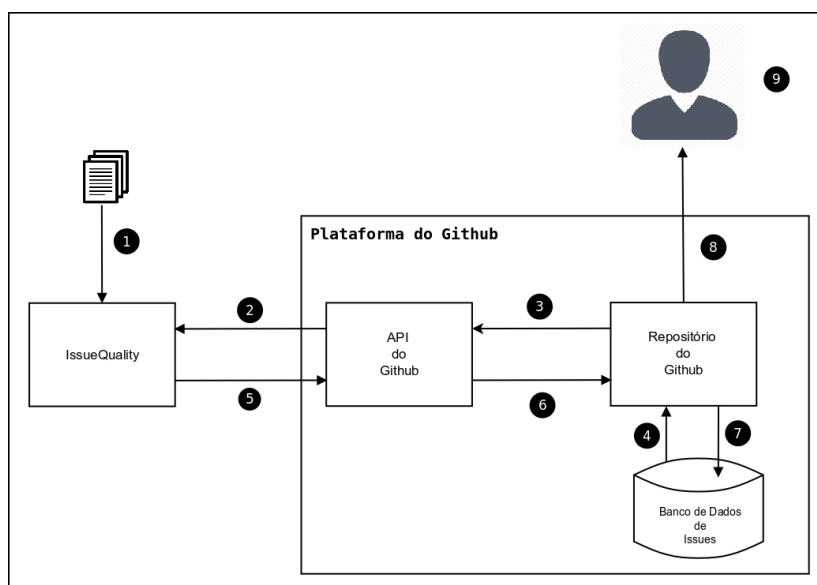 9
1
Plataforma do Github
8
2
3
IssueQuality
API
do
Github
Repositório
do
Github
5
6
4
7
Banco de Dados
de
Issues